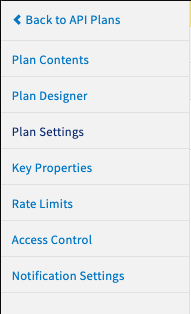 Back to API Plans
Plan Contents
Plan Designer
Plan Settings
Key Properties
Rate Limits
Access Control
Notification Settings